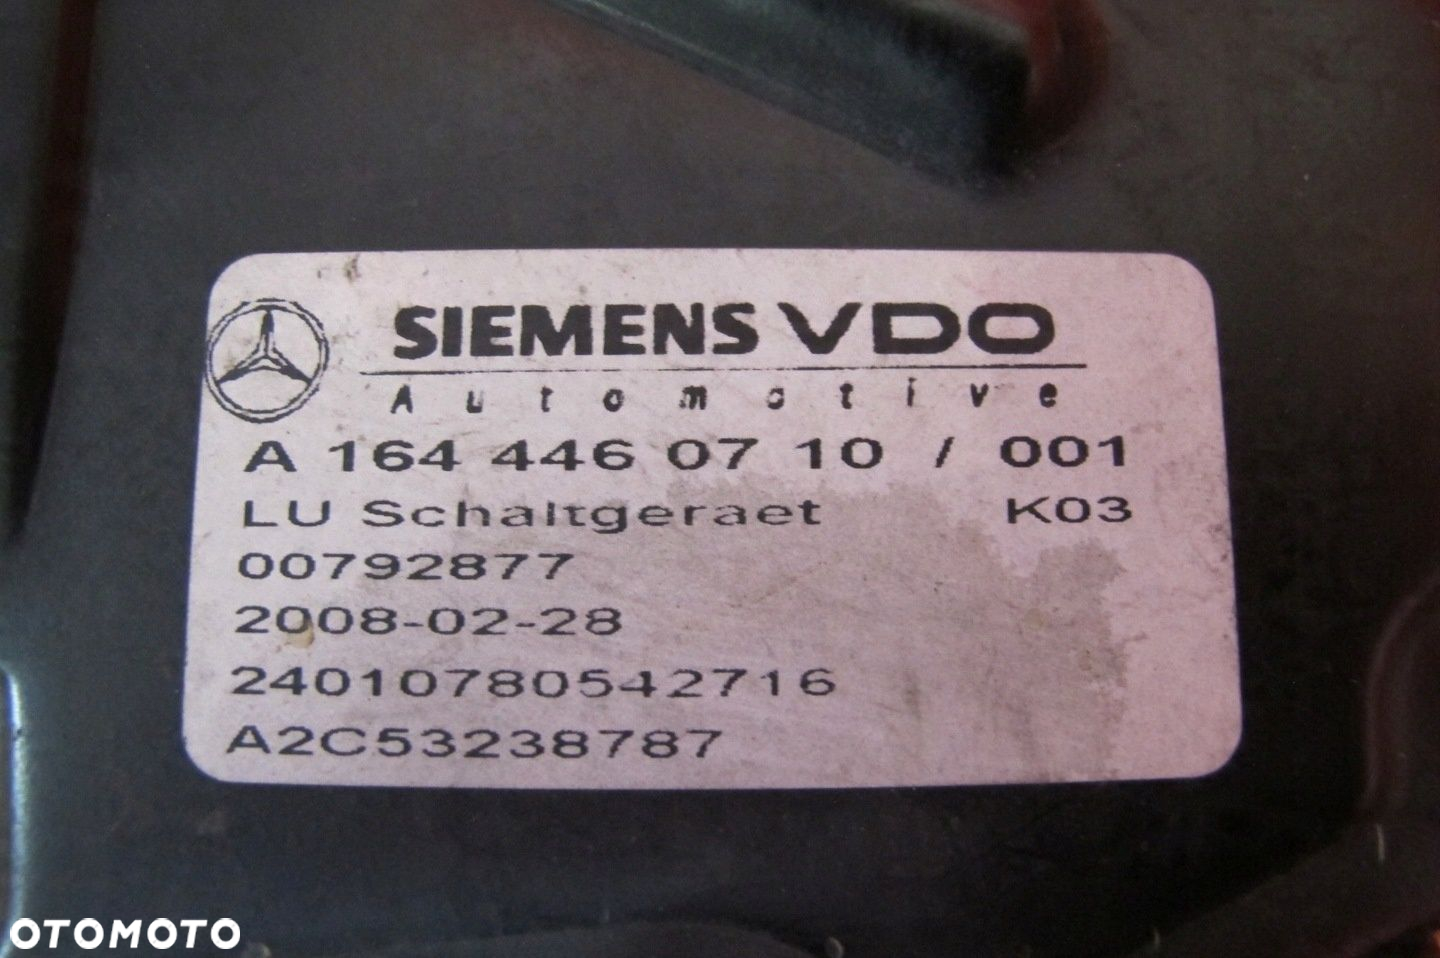 SIEMENS VDO
Automotive
A 164 446 07 10 / 001
LU Schaltgeraet K03
00792877
2008-02-28
24010780542716
A2C53238787
OTOMOTO